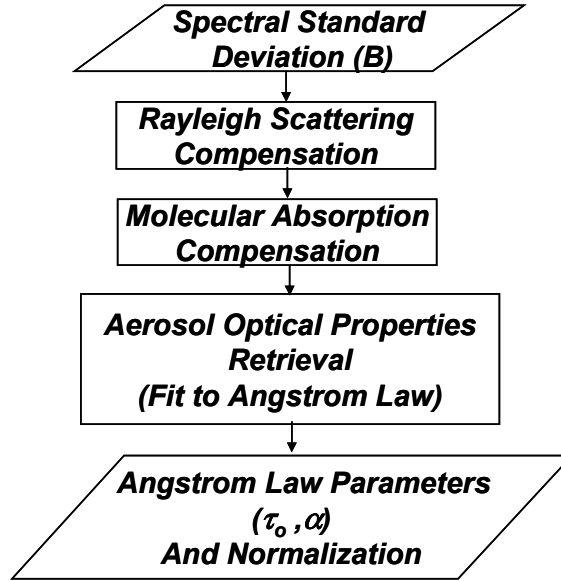 Spectral Standard
Deviation (B)
Rayleigh Scattering
Compensation
Molecular Absorption
Compensation
Aerosol Optical Properties
Retrieval
(Fit to Angstrom Law)
Angstrom Law Parameters
(τₒ ,α)
And Normalization